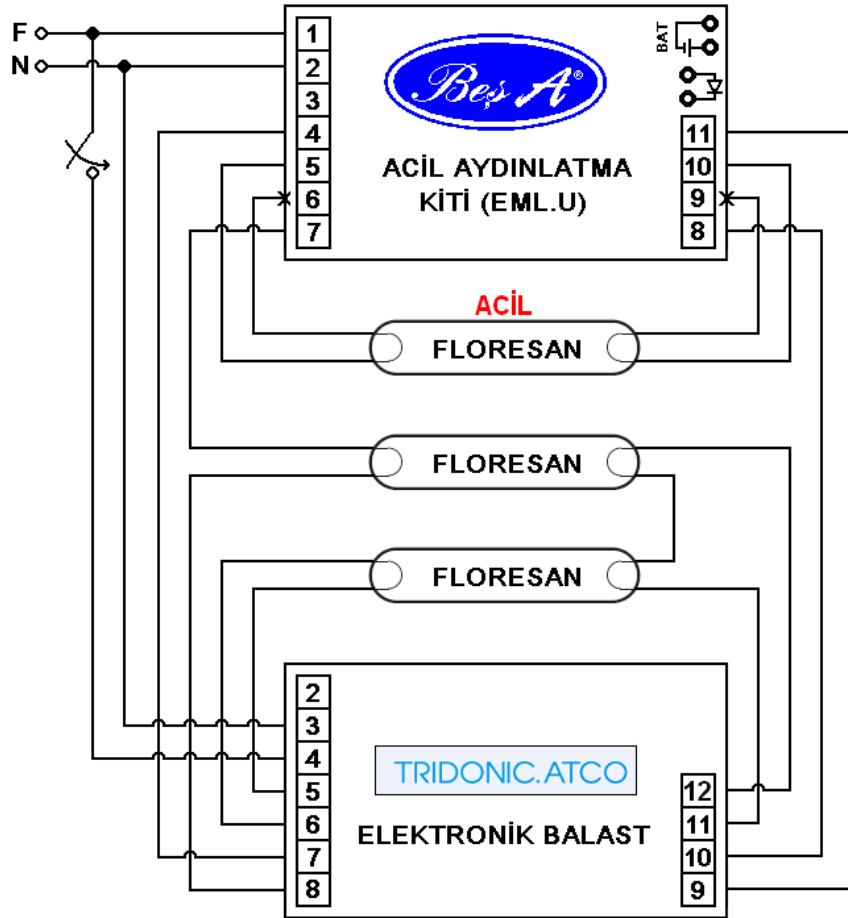 F
N
1
2
3
4
5
6
7
Beş A®
BAT
ACİL AYDINLATMA
KİTİ (EML.U)
11
10
9
8
ACİL
FLORESAN
FLORESAN
FLORESAN
2
3
4
5
6
7
8
TRIDONIC.ATCO
ELEKTRONİK BALAST
12
11
10
9